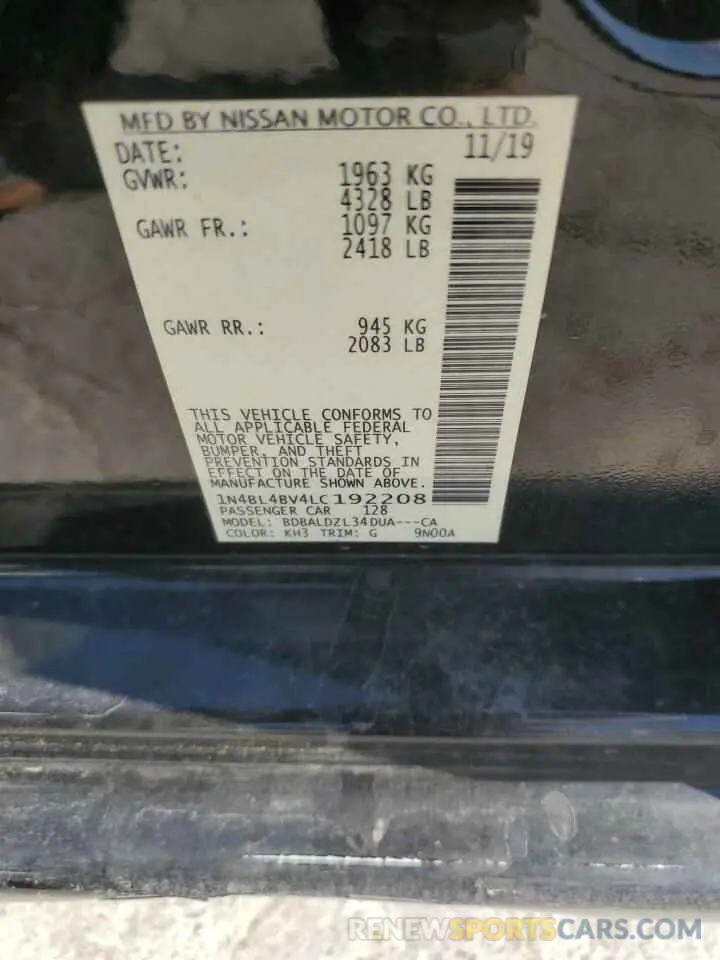 MFD BY NISSAN MOTOR CO., LTD.
DATE: 11/19
GVWR: 1963 KG
4328 LB
GAWR FR.: 1097 KG
2418 LB
GAWR RR.: 945 KG
2083 LB
THIS VEHICLE CONFORMS TO
ALL APPLICABLE FEDERAL
MOTOR VEHICLE SAFETY,
BUMPER, AND THEFT
PREVENTION STANDARDS IN
EFFECT ON THE DATE OF
MANUFACTURE SHOWN ABOVE.
1N4BL4BV4LC192208
PASSENGER CAR 128
MODEL: BDBALDZL34DUA---CA
COLOR: KH3 TRIM: G 9N00A
REPAIRSPOTTERCARS.COM